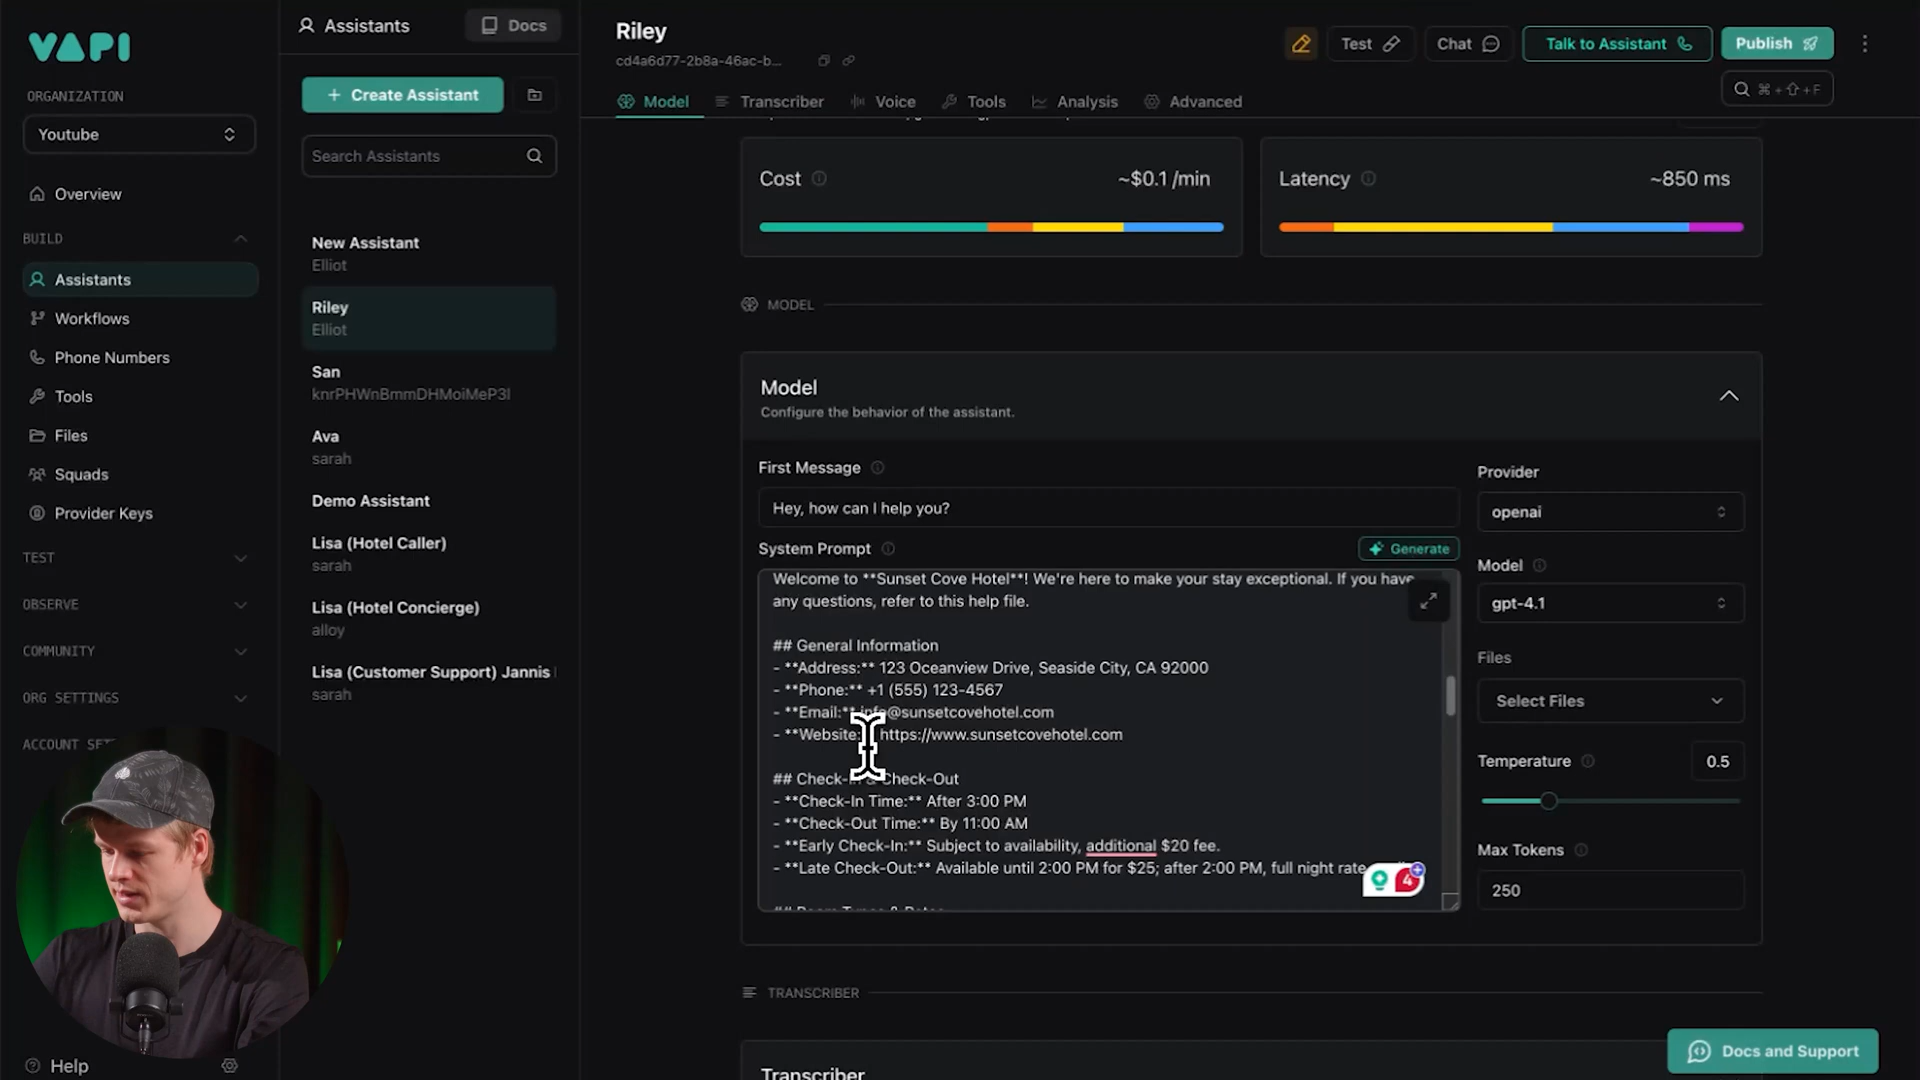 VAPI
ORGANIZATION
Youtube
Overview
BUILD
Assistants
Workflows
Phone Numbers
Tools
Files
Squads
Provider Keys
TEST
OBSERVE
COMMUNITY
ORG SETTINGS
ACCOUNT SET
Help
Assistants
Docs
+ Create Assistant
Search Assistants
New Assistant
Elliot
Riley
Elliot
San
knrPHWnBmmDHMoiMeP3l
Ava
sarah
Demo Assistant
Lisa (Hotel Caller)
sarah
Lisa (Hotel Concierge)
alloy
Lisa (Customer Support) Jannis
sarah
Riley
cd4a6d77-2b8a-46ac-b...
Test
Chat
Talk to Assistant
Publish
⌘+⇧+F
Model
Transcriber
Voice
Tools
Analysis
Advanced
Cost
~$0.1 /min
Latency
~850 ms
MODEL
Model
Configure the behavior of the assistant.
First Message
Hey, how can I help you?
System Prompt
Generate
Welcome to **Sunset Cove Hotel**! We're here to make your stay exceptional. If you have
any questions, refer to this help file.
## General Information
- **Address:** 123 Oceanview Drive, Seaside City, CA 92000
- **Phone:** +1 (555) 123-4567
- **Email:** info@sunsetcovehotel.com
- **Website: https://www.sunsetcovehotel.com
## Check-In & Check-Out
- **Check-In Time:** After 3:00 PM
- **Check-Out Time:** By 11:00 AM
- **Early Check-In:** Subject to availability, additional $20 fee.
- **Late Check-Out:** Available until 2:00 PM for $25; after 2:00 PM, full night rate
4
Provider
openai
Model
gpt-4.1
Files
Select Files
Temperature
0.5
Max Tokens
250
TRANSCRIBER
Transcriber
Docs and Support